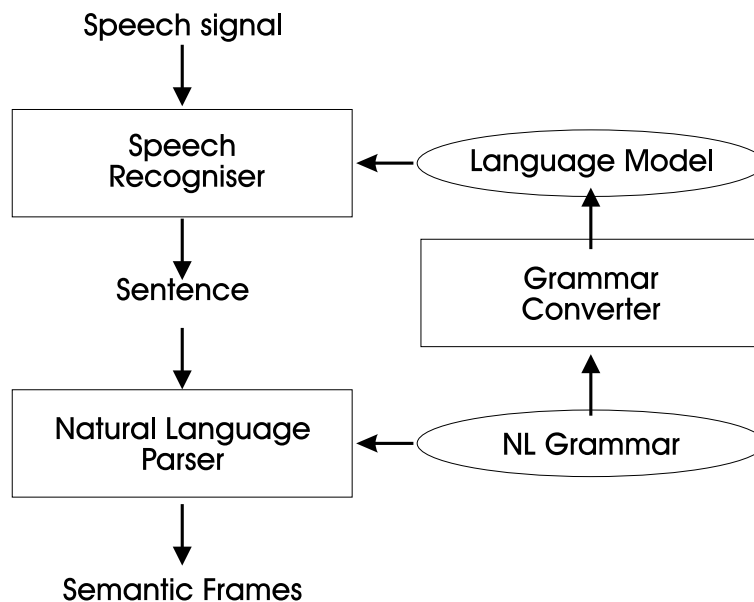 Speech signal
Speech
Recogniser
Language Model
Sentence
Grammar
Converter
Natural Language
Parser
NL Grammar
Semantic Frames